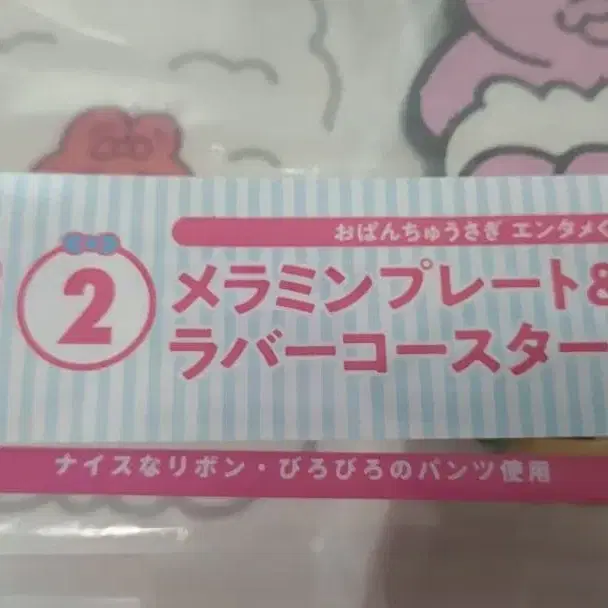 おぱんちゅうさぎ エンタメく
2
メラミンプレート&
ラバーコースター
ナイスなリボン・びろびろのパンツ使用